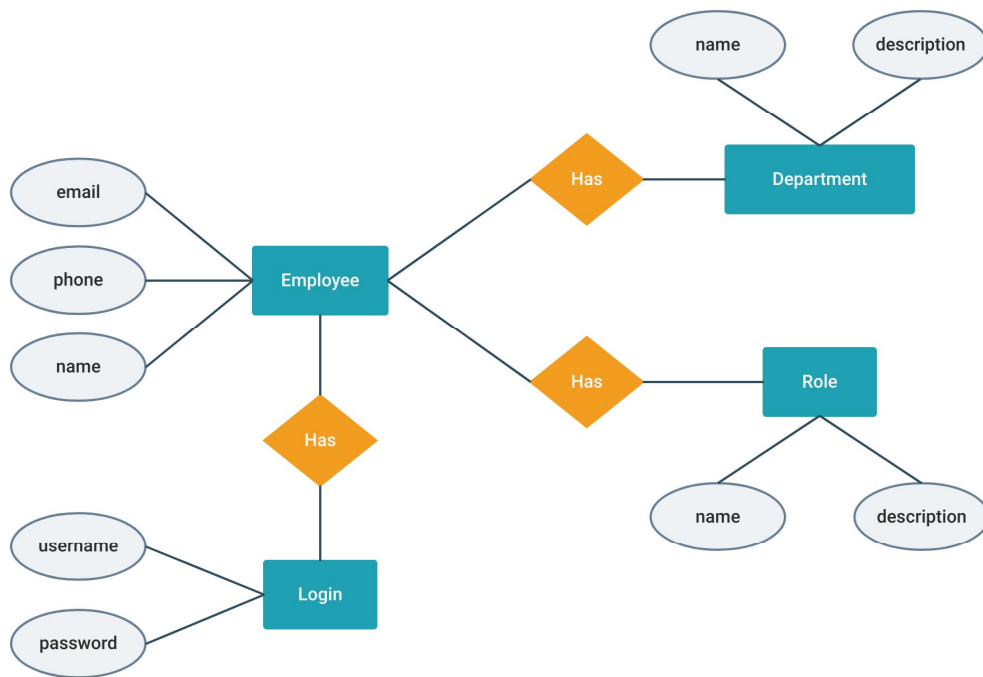 name
description
Has
Department
email
phone
Employee
name
Has
Role
Has
name
description
username
Login
password